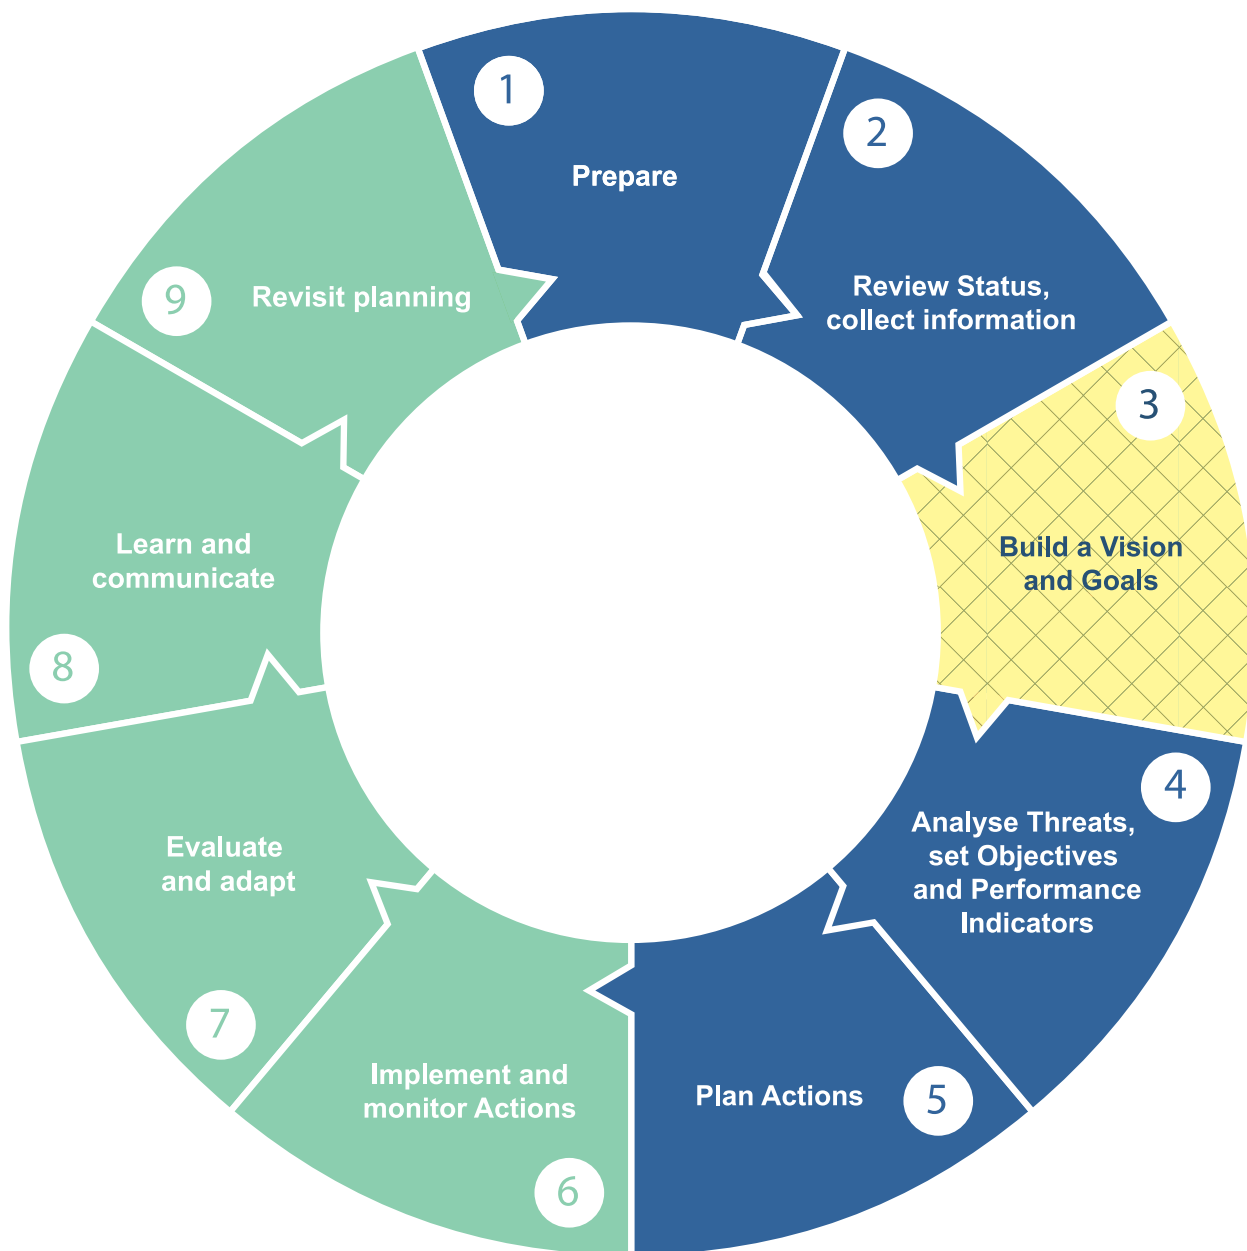 1
Prepare
2
Review Status,
collect information
3
Build a Vision
and Goals
4
Analyse Threats,
set Objectives
and Performance
Indicators
5
Plan Actions
6
Implement and
monitor Actions
7
Evaluate
and adapt
8
Learn and
communicate
9
Revisit planning